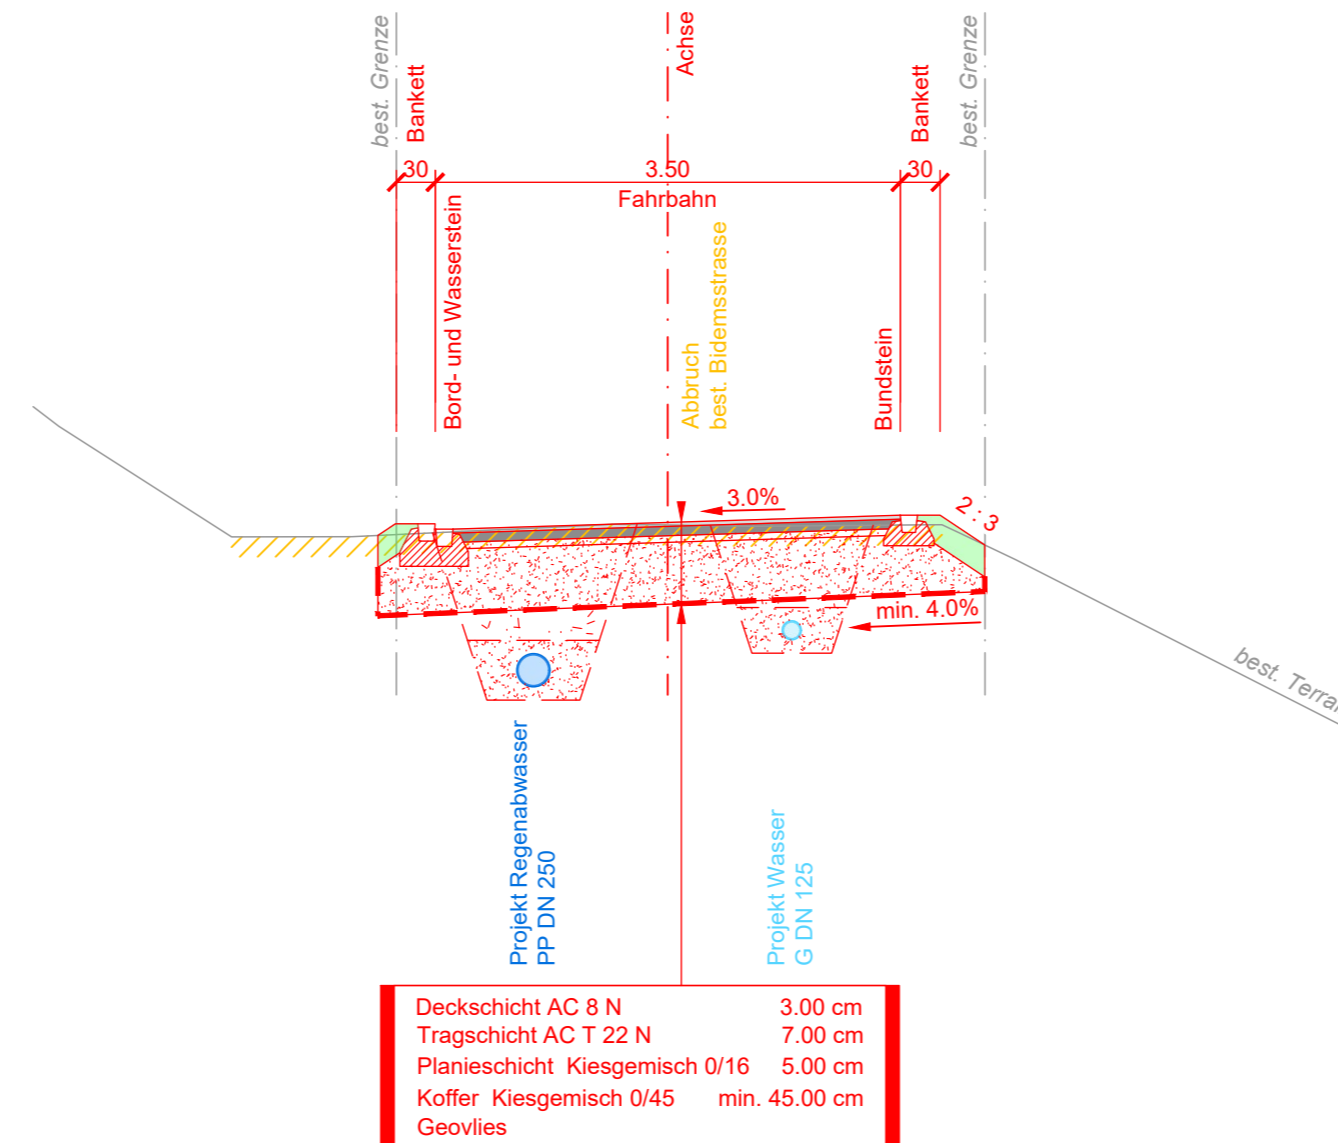 best. Grenze
Bankett
Achse
Bankett
best. Grenze
30
3.50
30
Fahrbahn
Bord- und Wasserstein
Abbruch
best. Bidemsstrasse
Bundstein
3.0%
2 : 3
min. 4.0%
best. Terrai
Projekt Regenabwasser
PP DN 250
Projekt Wasser
G DN 125
Deckschicht AC 8 N 3.00 cm
Tragschicht AC T 22 N 7.00 cm
Planieschicht Kiesgemisch 0/16 5.00 cm
Koffer Kiesgemisch 0/45 min. 45.00 cm
Geovlies